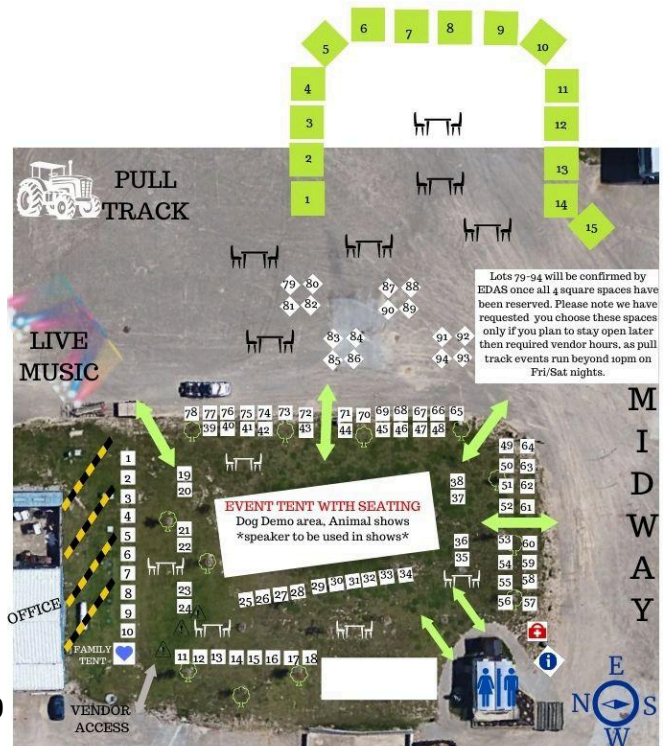 6 7 8 9
5 10
4 11
3 12
2 13
1 14
15
PULL
TRACK
79 80
81 82
87 88
90 89
83 84
85 86
91 92
94 93
Lots 79-94 will be confirmed by
EDAS once all 4 square spaces have
been reserved. Please note we have
requested you choose these spaces
only if you plan to stay open later
then required vendor hours, as pull
track events run beyond 10pm on
Fri/Sat nights.
LIVE
MUSIC
MIDWAY
78 77 76 75 74 73 72 71 70 69 68 67 66 65
39 40 41 42 43 44 45 46 47 48
49 64
50 63
51 62
52 61
53 60
54 59
55 58
56 57
1
2
3
4
5
6
7
8
9
10
19
20
21
22
23
24
38
37
36
35
EVENT TENT WITH SEATING
Dog Demo area, Animal shows
*speaker to be used in shows*
25 26 27 28 29 30 31 32 33 34
OFFICE
FAMILY
TENT
11 12 13 14 15 16 17 18
VENDOR
ACCESS
i
E
N S
W